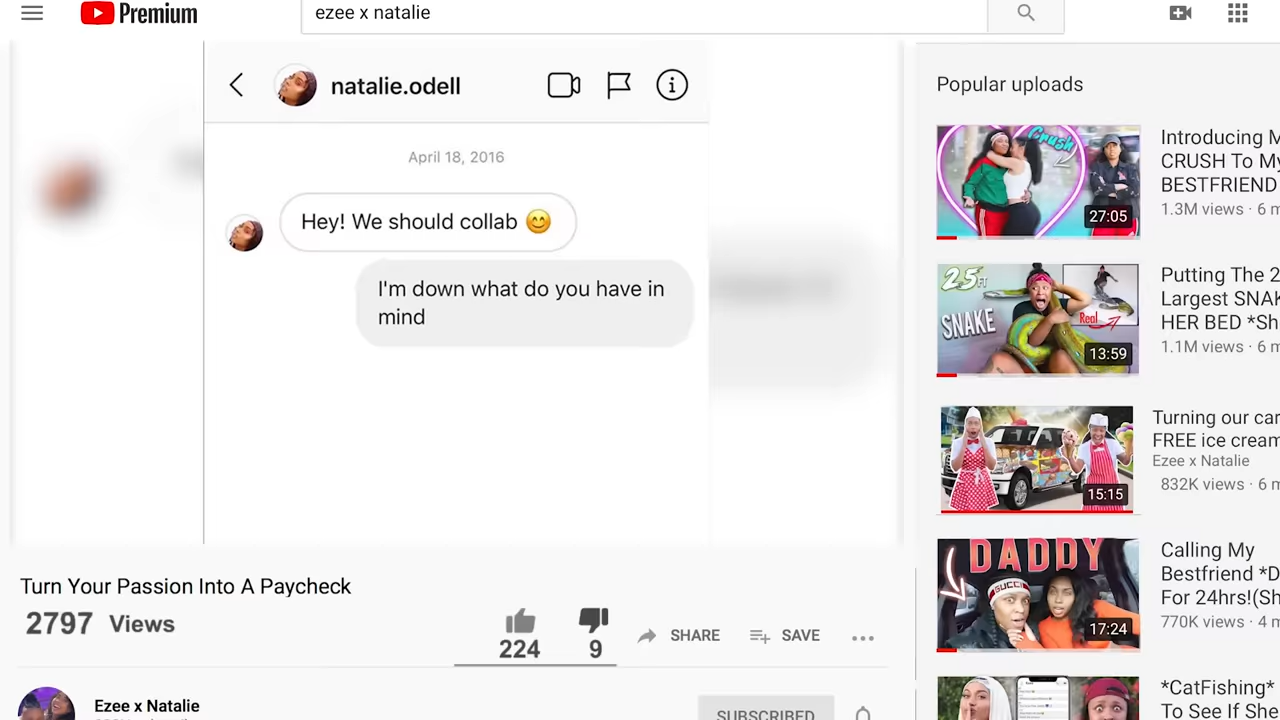 Premium
ezee x natalie
natalie.odell
April 18, 2016
Hey! We should collab 😊
I'm down what do you have in
mind
Turn Your Passion Into A Paycheck
2797 Views
224
9
SHARE
SAVE
Ezee x Natalie
SUBSCRIBED
Popular uploads
Crush
27:05
Introducing M
CRUSH To My
BESTFRIEND
1.3M views · 6 m
25FT
SNAKE
Real
13:59
Putting The 2
Largest SNAK
HER BED *Sh
1.1M views · 6 m
15:15
Turning our car
FREE ice cream
Ezee x Natalie
832K views · 6 m
DADDY
GUCCI
17:24
Calling My
Bestfriend *D
For 24hrs!(Sh
770K views · 4 m
*CatFishing*
To See If She